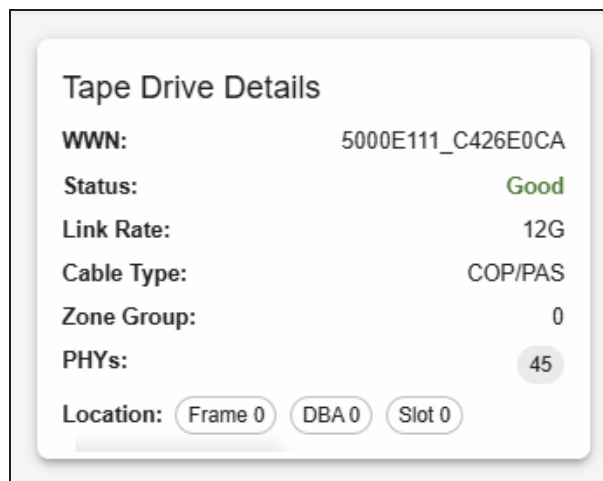 Tape Drive Details
WWN: 5000E111_C426E0CA
Status: Good
Link Rate: 12G
Cable Type: COP/PAS
Zone Group: 0
PHYs: 45
Location: Frame 0 DBA 0 Slot 0